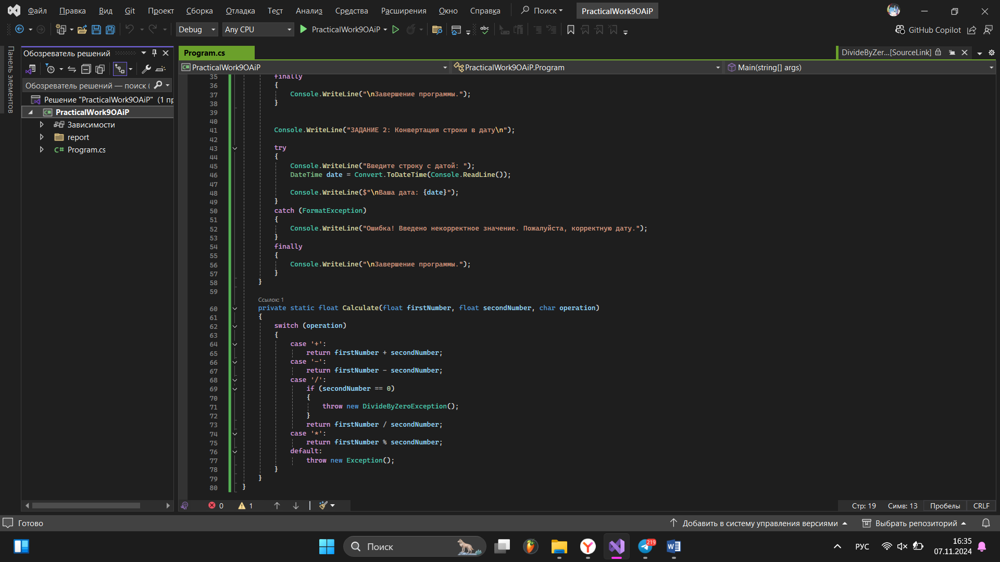 Файл Правка Вид Git Проект Сборка Отладка Тест Анализ Средства Расширения Окно Справка Поиск PracticalWork9OAiP
Debug Any CPU PracticalWork9OAiP GitHub Copilot
Панель элементов
Обозреватель решений
Обозреватель решений — поиск (
Решение "PracticalWork9OAiP" (1 пр
PracticalWork9OAiP
Зависимости
report
C# Program.cs
Program.cs DivideByZer...[SourceLink]
C# PracticalWork9OAiP PracticalWork9OAiP.Program Main(string[] args)
35 finally
36 {
37 Console.WriteLine("\nЗавершение программы.");
38 }
39
40
41 Console.WriteLine("ЗАДАНИЕ 2: Конвертация строки в дату\n");
42
43 try
44 {
45 Console.WriteLine("Введите строку с датой: ");
46 DateTime date = Convert.ToDateTime(Console.ReadLine());
47
48 Console.WriteLine($"\nВаша дата: {date}");
49 }
50 catch (FormatException)
51 {
52 Console.WriteLine("Ошибка! Введено некорректное значение. Пожалуйста, корректную дату.");
53 }
54 finally
55 {
56 Console.WriteLine("\nЗавершение программы.");
57 }
58 }
59
Ссылок: 1
60 private static float Calculate(float firstNumber, float secondNumber, char operation)
61 {
62 switch (operation)
63 {
64 case '+':
65 return firstNumber + secondNumber;
66 case '-':
67 return firstNumber - secondNumber;
68 case '/':
69 if (secondNumber == 0)
70 {
71 throw new DivideByZeroException();
72 }
73 return firstNumber / secondNumber;
74 case '*':
75 return firstNumber % secondNumber;
76 default:
77 throw new Exception();
78 }
79 }
80 }
0 1 Стр: 19 Симв: 13 Пробелы CRLF
Готово Добавить в систему управления версиями Выбрать репозиторий
Поиск 219 РУС 16:35
07.11.2024